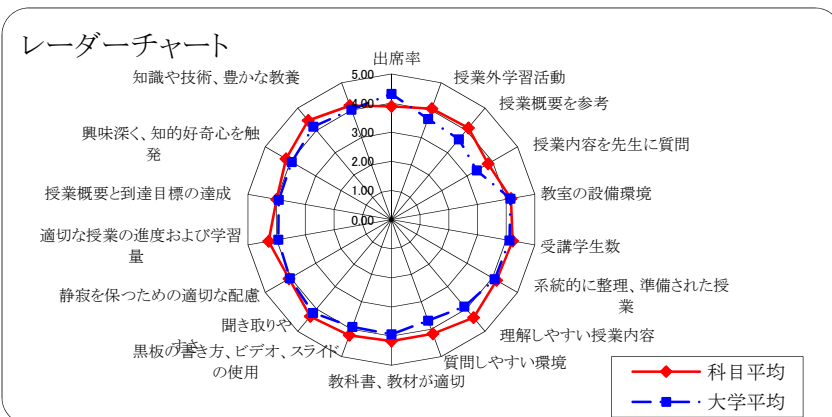 レーダーチャート
出席率
授業外学習活動
授業概要を参考
授業内容を先生に質問
教室の設備環境
受講学生数
系統的に整理、準備された授
業
理解しやすい授業内容
質問しやすい環境
教科書、教材が適切
黒板の書き方、ビデオ、スライド
の使用
聞き取りや
すさ
静寂を保つための適切な配慮
適切な授業の進度および学習
量
授業概要と到達目標の達成
興味深く、知的好奇心を触
発
知識や技術、豊かな教養
5.00
4.00
3.00
2.00
1.00
0.00
科目平均
大学平均